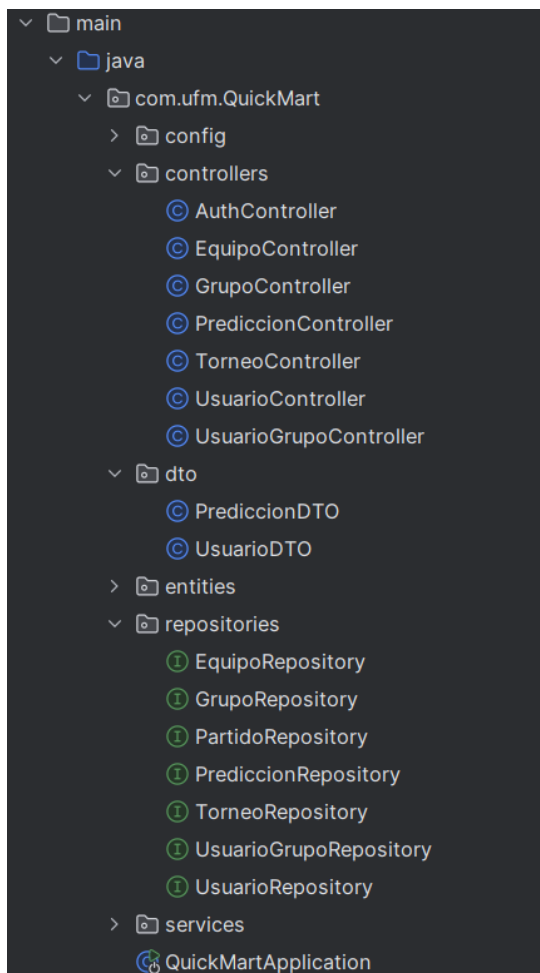 main
java
com.ufm.QuickMart
config
controllers
AuthController
EquipoController
GrupoController
PrediccionController
TorneoController
UsuarioController
UsuarioGrupoController
dto
PrediccionDTO
UsuarioDTO
entities
repositories
EquipoRepository
GrupoRepository
PartidoRepository
PrediccionRepository
TorneoRepository
UsuarioGrupoRepository
UsuarioRepository
services
QuickMartApplication